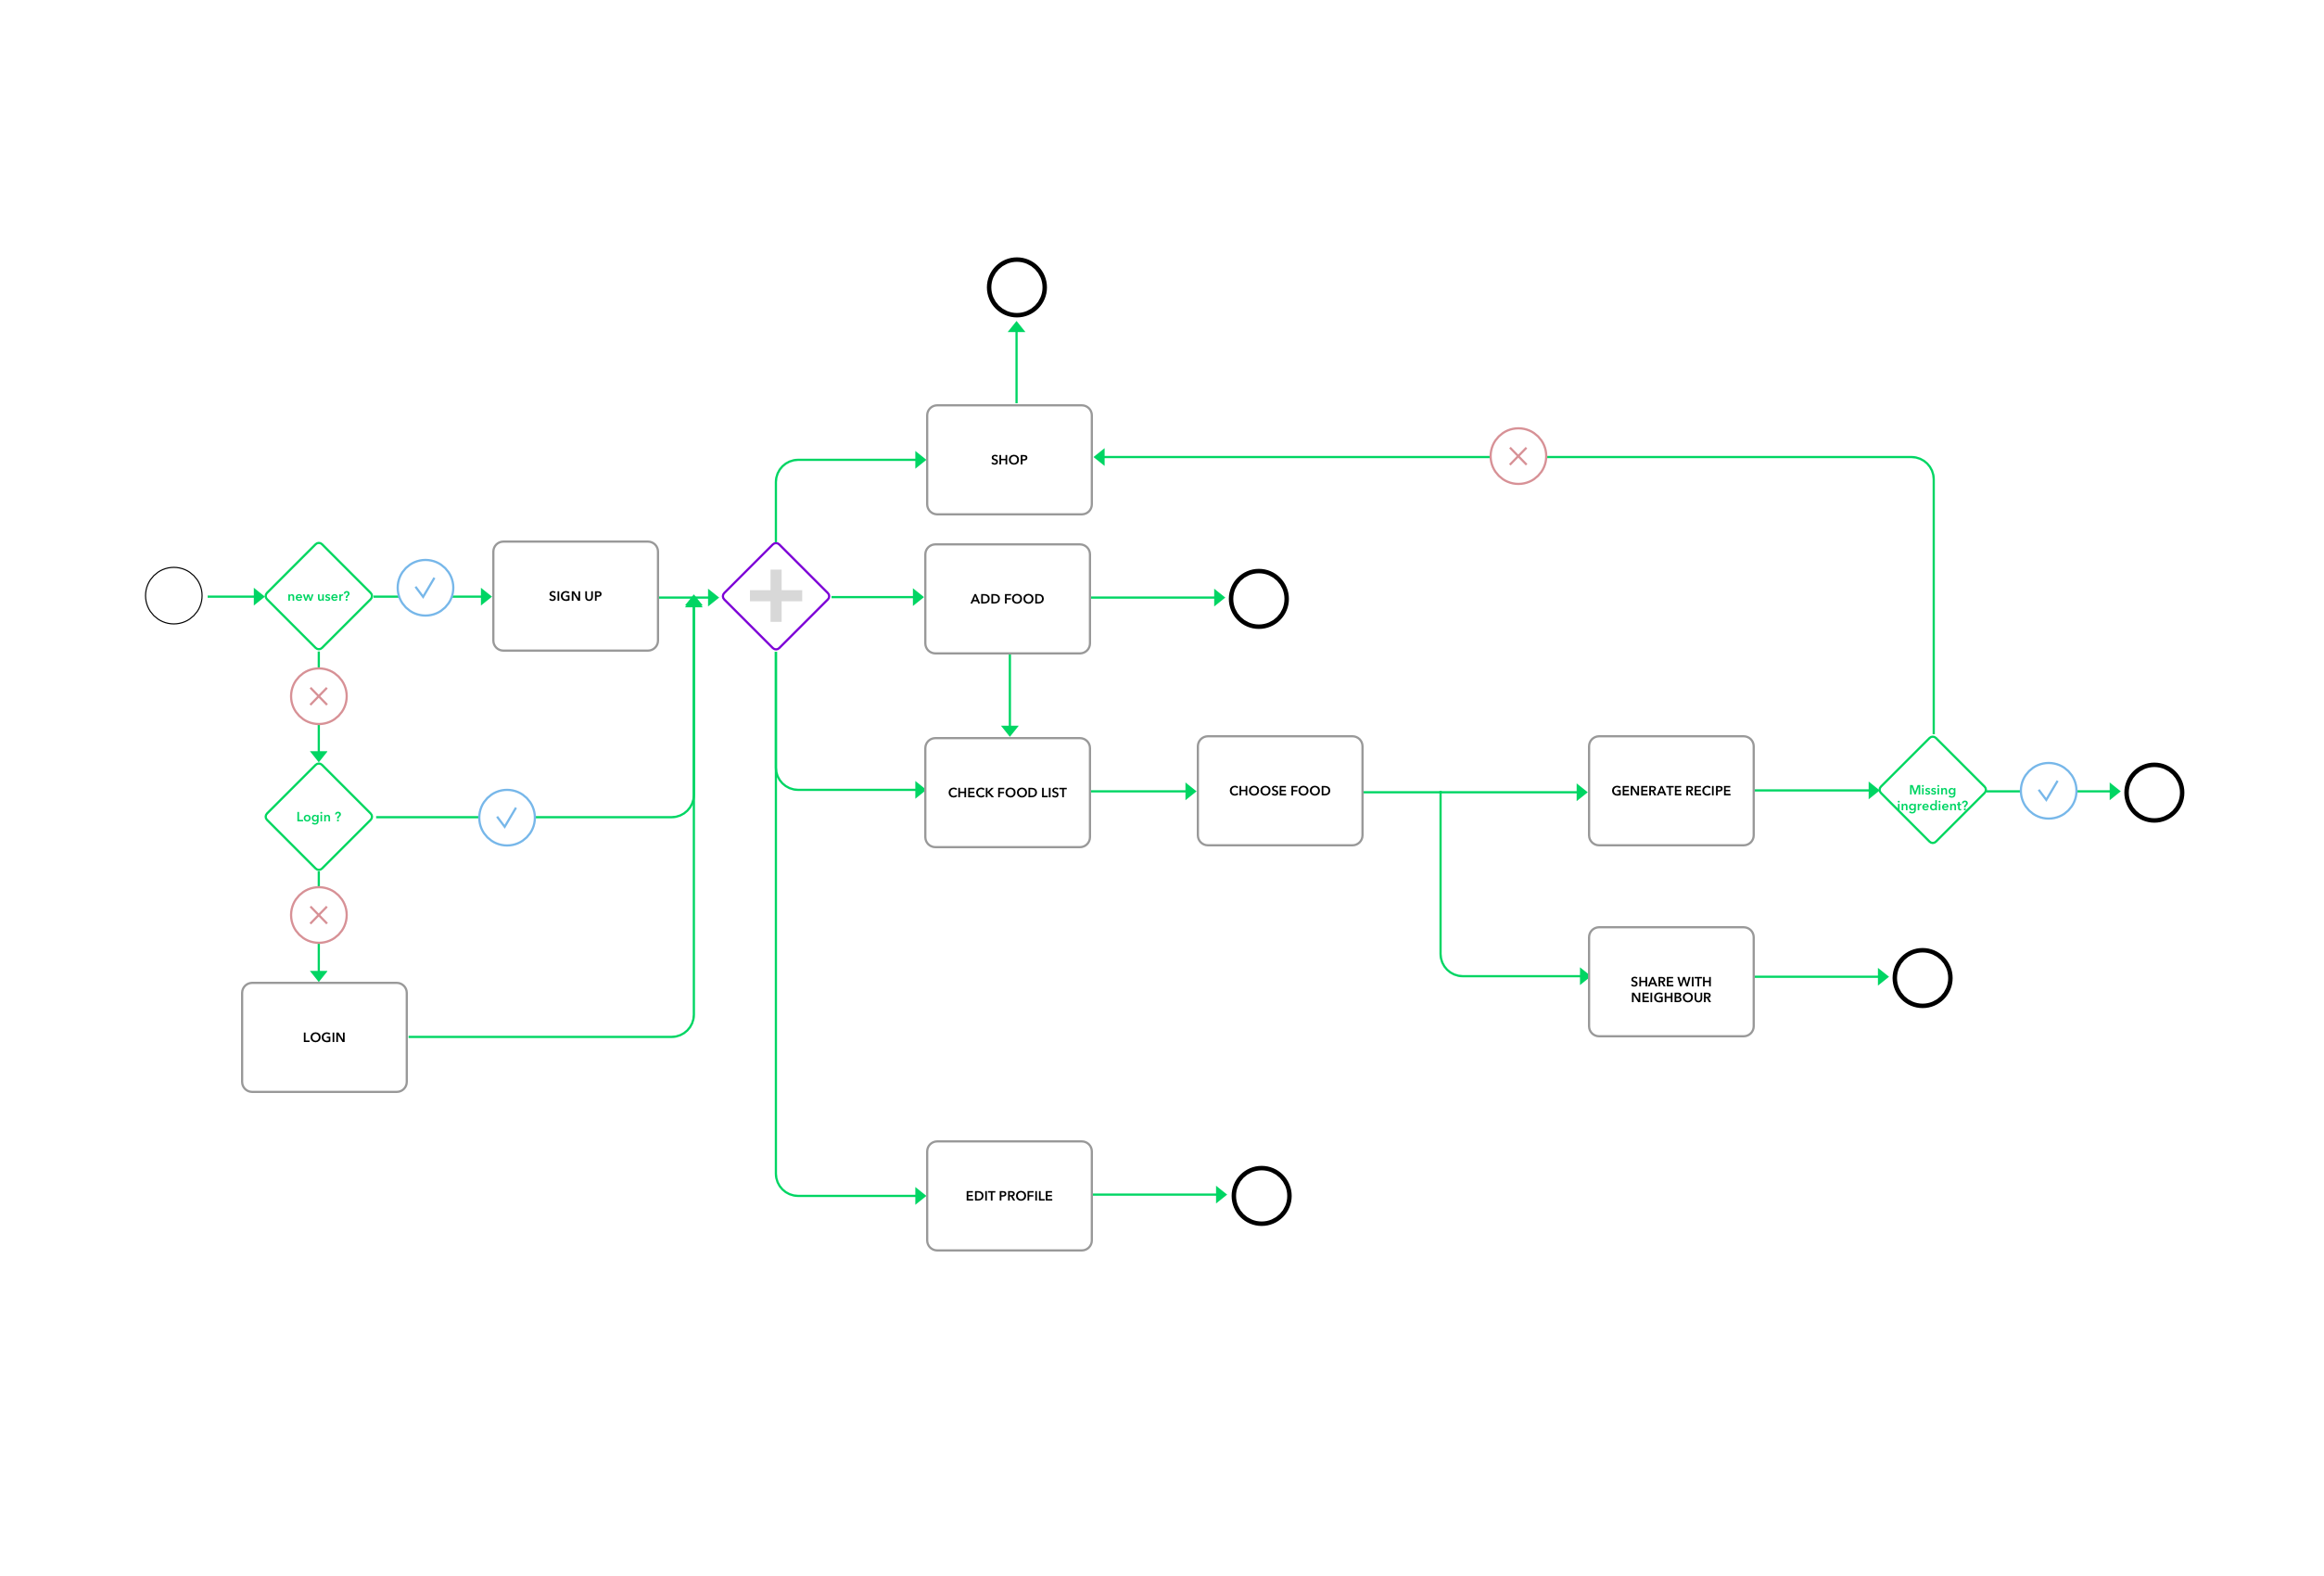 SHOP
new user?
SIGN UP
ADD FOOD
Login ?
CHECK FOOD LIST
CHOOSE FOOD
GENERATE RECIPE
Missing
ingredient?
SHARE WITH
NEIGHBOUR
LOGIN
EDIT PROFILE